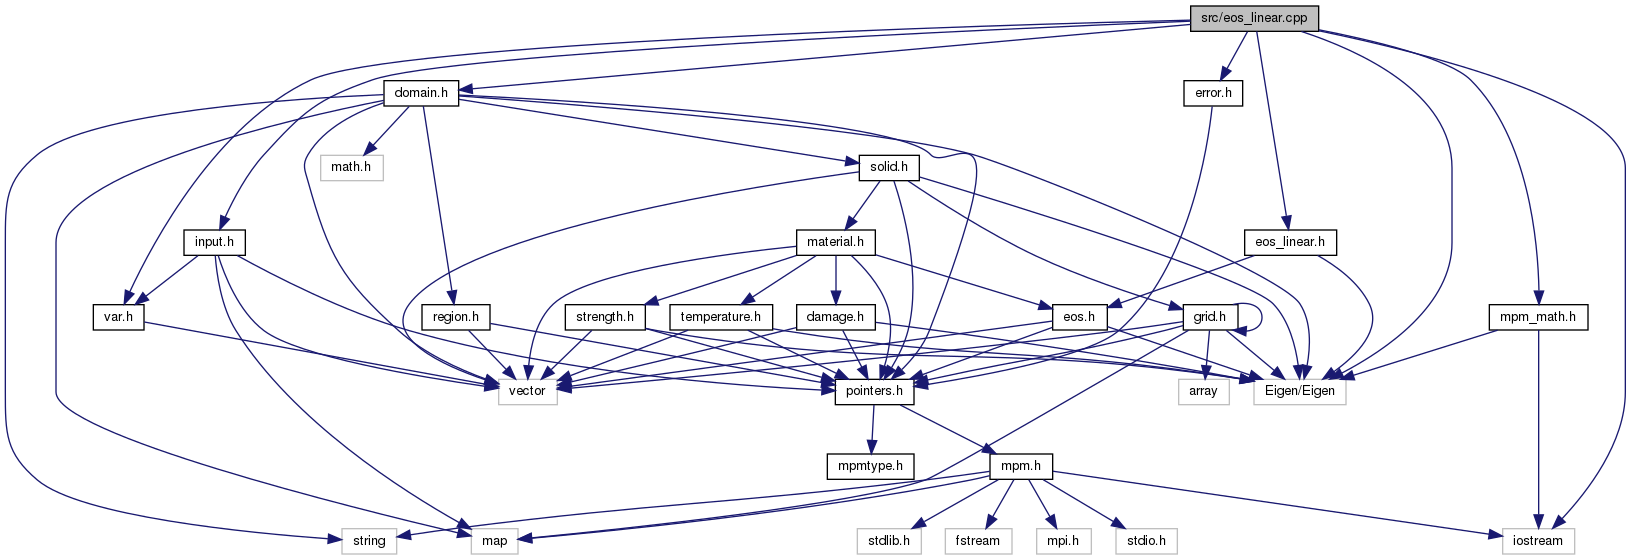 src/eos_linear.cpp
domain.h
error.h
math.h
solid.h
input.h
material.h
eos_linear.h
var.h
region.h
strength.h
temperature.h
damage.h
eos.h
grid.h
mpm_math.h
vector
pointers.h
array
Eigen/Eigen
mpmtype.h
mpm.h
string
map
stdlib.h
fstream
mpi.h
stdio.h
iostream